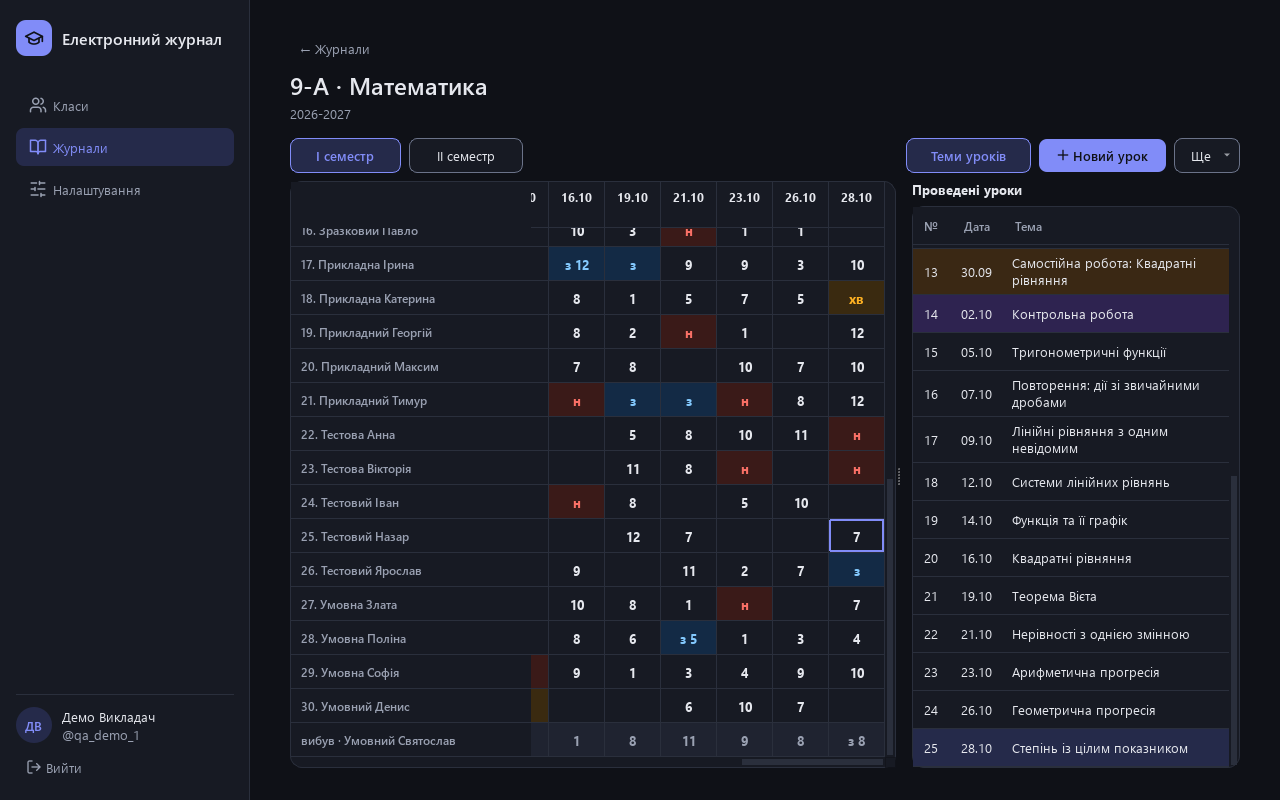 Електронний журнал
Класи
Журнали
Налаштування
ДВ
Демо Викладач
@qa_demo_1
Вийти
← Журнали
9-А · Математика
2026-2027
І семестр
ІІ семестр
Теми уроків
Новий урок
Ще
0 16.10 19.10 21.10 23.10 26.10 28.10
16. Зразковий Павло 10 3 н 1 1
17. Прикладна Ірина з 12 з 9 9 3 10
18. Прикладна Катерина 8 1 5 7 5 хв
19. Прикладний Георгій 8 2 н 1 12
20. Прикладний Максим 7 8 10 7 10
21. Прикладний Тимур н з з н 8 12
22. Тестова Анна 5 8 10 11 н
23. Тестова Вікторія 11 8 н н
24. Тестовий Іван н 8 5 10
25. Тестовий Назар 12 7 7
26. Тестовий Ярослав 9 11 2 7 з
27. Умовна Злата 10 8 1 н 7
28. Умовна Поліна 8 6 з 5 1 3 4
29. Умовна Софія 9 1 3 4 9 10
30. Умовний Денис 6 10 7
вибув · Умовний Святослав 1 8 11 9 8 з 8
Проведені уроки
№ Дата Тема
13 30.09 Самостійна робота: Квадратні
рівняння
14 02.10 Контрольна робота
15 05.10 Тригонометричні функції
16 07.10 Повторення: дії зі звичайними
дробами
17 09.10 Лінійні рівняння з одним
невідомим
18 12.10 Системи лінійних рівнянь
19 14.10 Функція та її графік
20 16.10 Квадратні рівняння
21 19.10 Теорема Вієта
22 21.10 Нерівності з однією змінною
23 23.10 Арифметична прогресія
24 26.10 Геометрична прогресія
25 28.10 Степінь із цілим показником